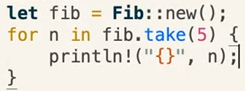 let fib = Fib::new();
for n in fib.take(5) {
    println!("{}", n);
}